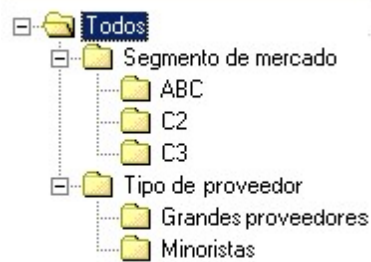 Todos
Segmento de mercado
ABC
C2
C3
Tipo de proveedor
Grandes proveedores
Minoristas